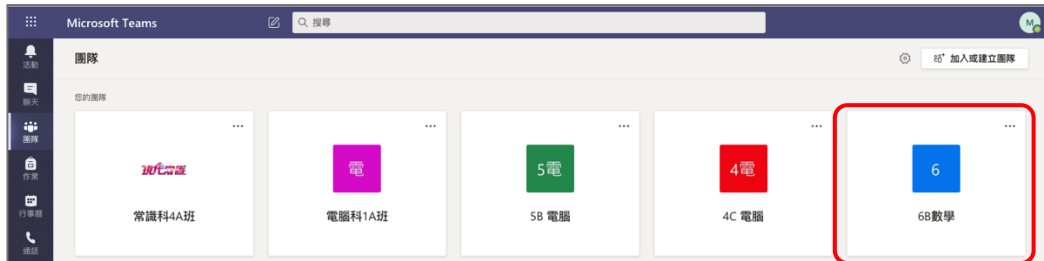 Microsoft Teams
搜尋
M
活動
聊天
團隊
作業
行事曆
通話
團隊
加入或建立團隊
您的團隊
現代常識
常識科4A班
電
電腦科1A班
5電
5B 電腦
4電
4C 電腦
6
6B數學